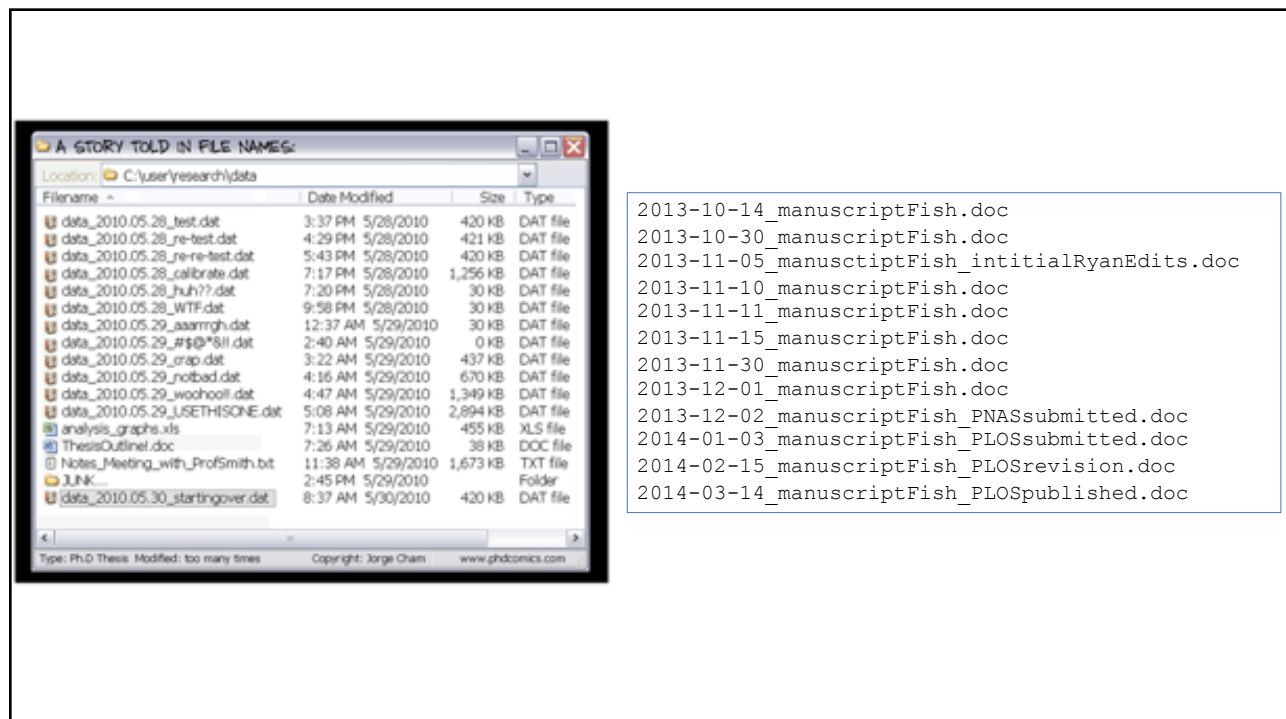 A STORY TOLD IN FILE NAMES:
Location: C:\user\research\data
Filename Date Modified Size Type
data_2010.05.28_test.dat 3:37 PM 5/28/2010 420 KB DAT file
data_2010.05.28_re-test.dat 4:29 PM 5/28/2010 421 KB DAT file
data_2010.05.28_re-re-test.dat 5:43 PM 5/28/2010 420 KB DAT file
data_2010.05.28_calibrate.dat 7:17 PM 5/28/2010 1,256 KB DAT file
data_2010.05.28_huh??.dat 7:20 PM 5/28/2010 30 KB DAT file
data_2010.05.28_WTF.dat 9:58 PM 5/28/2010 30 KB DAT file
data_2010.05.29_aaarrrgh.dat 12:37 AM 5/29/2010 30 KB DAT file
data_2010.05.29_#$@*&!!.dat 2:40 AM 5/29/2010 0 KB DAT file
data_2010.05.29_crap.dat 3:22 AM 5/29/2010 437 KB DAT file
data_2010.05.29_notbad.dat 4:16 AM 5/29/2010 670 KB DAT file
data_2010.05.29_woohoo!!.dat 4:47 AM 5/29/2010 1,349 KB DAT file
data_2010.05.29_USETHISONE.dat 5:08 AM 5/29/2010 2,894 KB DAT file
analysis_graphs.xls 7:13 AM 5/29/2010 455 KB XLS file
ThesisOutline!.doc 7:26 AM 5/29/2010 38 KB DOC file
Notes_Meeting_with_ProfSmith.txt 11:38 AM 5/29/2010 1,673 KB TXT file
JUNK... 2:45 PM 5/29/2010 Folder
data_2010.05.30_startingover.dat 8:37 AM 5/30/2010 420 KB DAT file
Type: Ph.D Thesis Modified: too many times Copyright: Jorge Cham www.phdcomics.com
2013-10-14_manuscriptFish.doc
2013-10-30_manuscriptFish.doc
2013-11-05_manusctiptFish_intitialRyanEdits.doc
2013-11-10_manuscriptFish.doc
2013-11-11_manuscriptFish.doc
2013-11-15_manuscriptFish.doc
2013-11-30_manuscriptFish.doc
2013-12-01_manuscriptFish.doc
2013-12-02_manuscriptFish_PNASsubmitted.doc
2014-01-03_manuscriptFish_PLOSsubmitted.doc
2014-02-15_manuscriptFish_PLOSrevision.doc
2014-03-14_manuscriptFish_PLOSpublished.doc